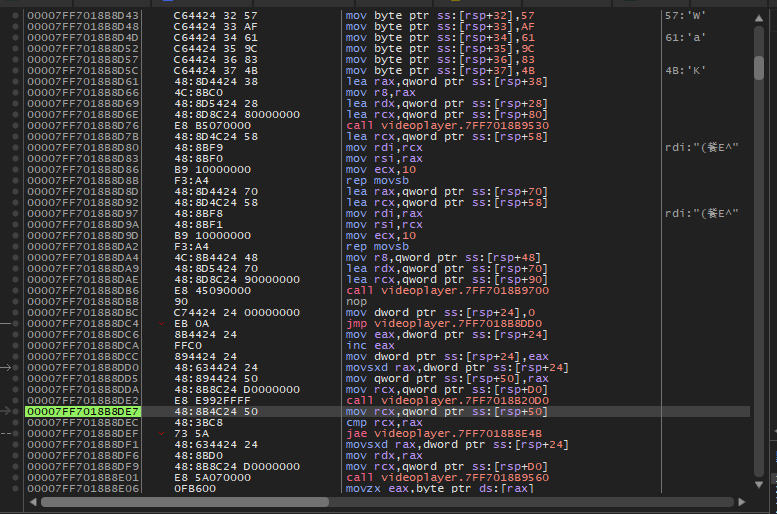 00007FF7018B8D43 C64424 32 57 mov byte ptr ss:[rsp+32],57 57:'W'
00007FF7018B8D48 C64424 33 AF mov byte ptr ss:[rsp+33],AF
00007FF7018B8D4D C64424 34 61 mov byte ptr ss:[rsp+34],61 61:'a'
00007FF7018B8D52 C64424 35 9C mov byte ptr ss:[rsp+35],9C
00007FF7018B8D57 C64424 36 83 mov byte ptr ss:[rsp+36],83
00007FF7018B8D5C C64424 37 4B mov byte ptr ss:[rsp+37],4B 4B:'K'
00007FF7018B8D61 48:8D4424 38 lea rax,qword ptr ss:[rsp+38]
00007FF7018B8D66 4C:8BC0 mov r8,rax
00007FF7018B8D69 48:8D5424 28 lea rdx,qword ptr ss:[rsp+28]
00007FF7018B8D6E 48:8D8C24 80000000 lea rcx,qword ptr ss:[rsp+80]
00007FF7018B8D76 E8 B5070000 call videoplayer.7FF7018B9530
00007FF7018B8D7B 48:8D4C24 58 lea rcx,qword ptr ss:[rsp+58]
00007FF7018B8D80 48:8BF9 mov rdi,rcx rdi:"(餐E^"
00007FF7018B8D83 48:8BF0 mov rsi,rax
00007FF7018B8D86 B9 10000000 mov ecx,10
00007FF7018B8D8B F3:A4 rep movsb
00007FF7018B8D8D 48:8D4424 70 lea rax,qword ptr ss:[rsp+70]
00007FF7018B8D92 48:8D4C24 58 lea rcx,qword ptr ss:[rsp+58]
00007FF7018B8D97 48:8BF8 mov rdi,rax rdi:"(餐E^"
00007FF7018B8D9A 48:8BF1 mov rsi,rcx
00007FF7018B8D9D B9 10000000 mov ecx,10
00007FF7018B8DA2 F3:A4 rep movsb
00007FF7018B8DA4 4C:8B4424 48 mov r8,qword ptr ss:[rsp+48]
00007FF7018B8DA9 48:8D5424 70 lea rdx,qword ptr ss:[rsp+70]
00007FF7018B8DAE 48:8D8C24 90000000 lea rcx,qword ptr ss:[rsp+90]
00007FF7018B8DB6 E8 45090000 call videoplayer.7FF7018B9700
00007FF7018B8DBB 90 nop
00007FF7018B8DBC C74424 24 00000000 mov dword ptr ss:[rsp+24],0
00007FF7018B8DC4 EB 0A jmp videoplayer.7FF7018B8DD0
00007FF7018B8DC6 8B4424 24 mov eax,dword ptr ss:[rsp+24]
00007FF7018B8DCA FFC0 inc eax
00007FF7018B8DCC 894424 24 mov dword ptr ss:[rsp+24],eax
00007FF7018B8DD0 48:634424 24 movsxd rax,dword ptr ss:[rsp+24]
00007FF7018B8DD5 48:894424 50 mov qword ptr ss:[rsp+50],rax
00007FF7018B8DDA 48:8B8C24 D0000000 mov rcx,qword ptr ss:[rsp+D0]
00007FF7018B8DE2 E8 E992FFFF call videoplayer.7FF7018B20D0
00007FF7018B8DE7 48:8B4C24 50 mov rcx,qword ptr ss:[rsp+50]
00007FF7018B8DEC 48:3BC8 cmp rcx,rax
00007FF7018B8DEF 73 5A jae videoplayer.7FF7018B8E4B
00007FF7018B8DF1 48:634424 24 movsxd rax,dword ptr ss:[rsp+24]
00007FF7018B8DF6 48:8BD0 mov rdx,rax
00007FF7018B8DF9 48:8B8C24 D0000000 mov rcx,qword ptr ss:[rsp+D0]
00007FF7018B8E01 E8 5A070000 call videoplayer.7FF7018B9560
00007FF7018B8E06 0FB600 movzx eax,byte ptr ds:[rax]